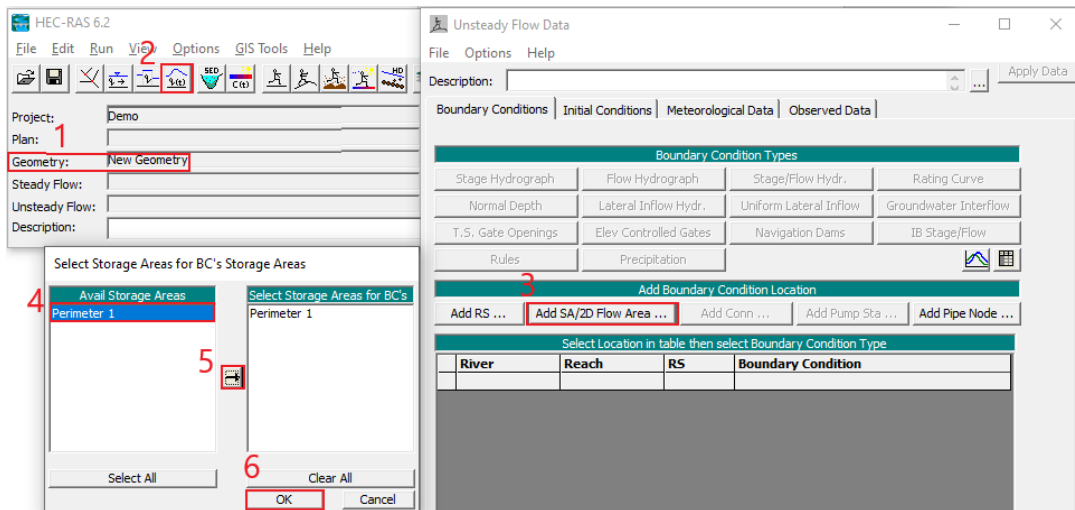 HEC-RAS 6.2
File Edit Run View Options GIS Tools Help
2
SED
C(t)
HD
Project: Demo
Plan:
1
Geometry: New Geometry
Steady Flow:
Unsteady Flow:
Description:
Select Storage Areas for BC's Storage Areas
4
Avail Storage Areas
Perimeter 1
5
Select Storage Areas for BC's
Perimeter 1
Select All
6
Clear All
OK Cancel
Unsteady Flow Data
File Options Help
Description: ... Apply Data
Boundary Conditions Initial Conditions Meteorological Data Observed Data
Boundary Condition Types
Stage Hydrograph Flow Hydrograph Stage/Flow Hydr. Rating Curve
Normal Depth Lateral Inflow Hydr. Uniform Lateral Inflow Groundwater Interflow
T.S. Gate Openings Elev Controlled Gates Navigation Dams IB Stage/Flow
Rules Precipitation
3
Add Boundary Condition Location
Add RS ... Add SA/2D Flow Area ... Add Conn ... Add Pump Sta ... Add Pipe Node ...
Select Location in table then select Boundary Condition Type
River Reach RS Boundary Condition